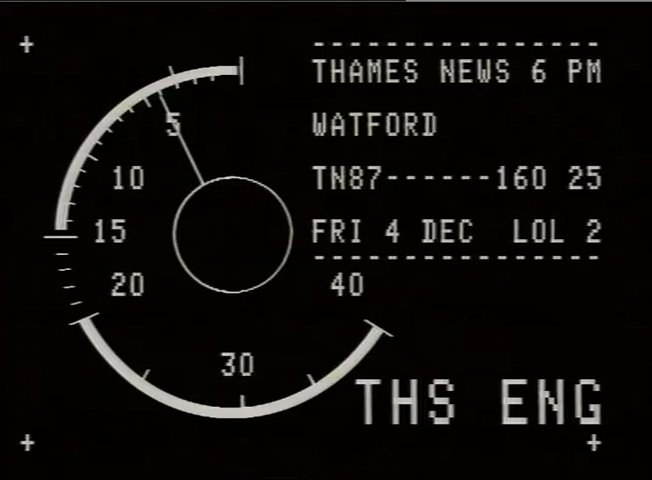 THAMES NEWS 6 PM
WATFORD
TN87------160 25
FRI 4 DEC LOL 2
5
10
15
20
40
30
THS ENG